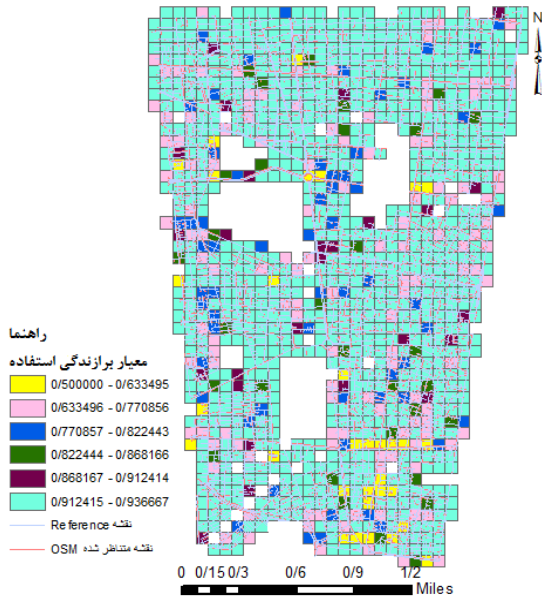 N
راهنما
معیار برازندگی استفاده
0/500000 - 0/633495
0/633496 - 0/770856
0/770857 - 0/822443
0/822444 - 0/868166
0/868167 - 0/912414
0/912415 - 0/936667
نقشه Reference
نقشه متناظر شده OSM
0 0/15 0/3 0/6 0/9 1/2
Miles